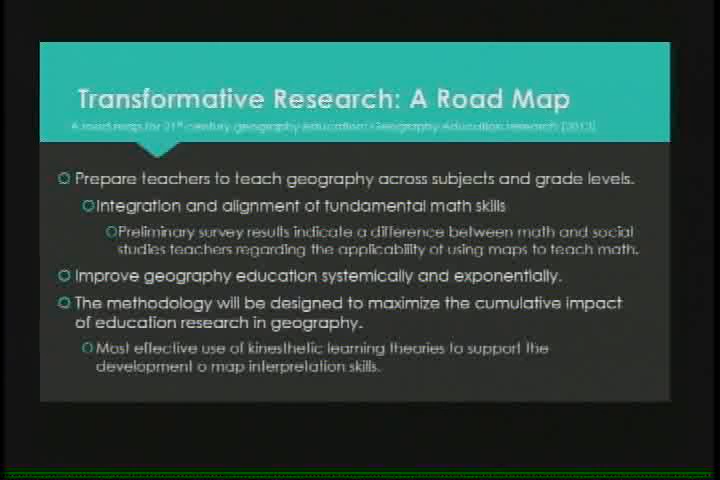 Transformative Research: A Road Map
A road map for 21st century geography education: Geography Education research (2013)
Prepare teachers to teach geography across subjects and grade levels.
Integration and alignment of fundamental math skills
Preliminary survey results indicate a difference between math and social
studies teachers regarding the applicability of using maps to teach math.
Improve geography education systemically and exponentially.
The methodology will be designed to maximize the cumulative impact
of education research in geography.
Most effective use of kinesthetic learning theories to support the
development o map interpretation skills.